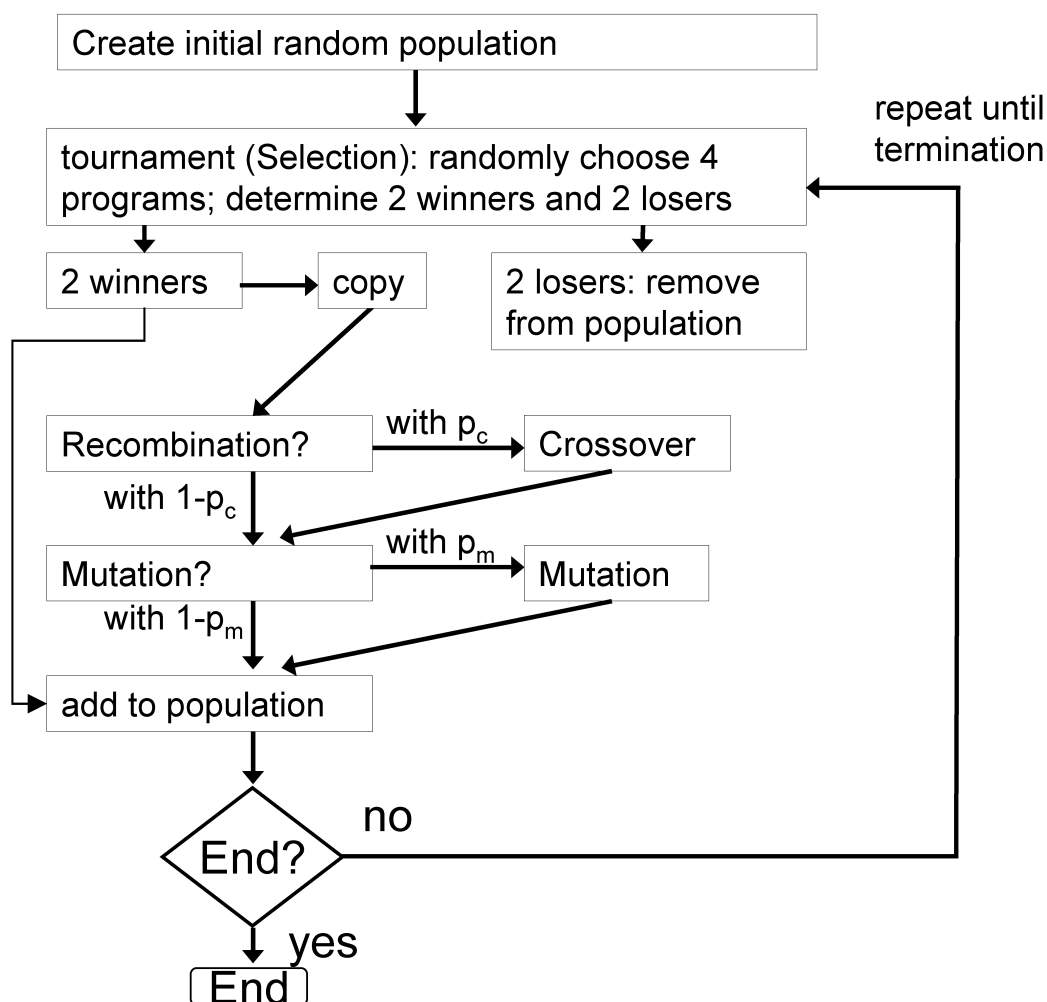 Create initial random population
repeat until
termination
tournament (Selection): randomly choose 4
programs; determine 2 winners and 2 losers
2 winners
copy
2 losers: remove
from population
Recombination?
with pc
Crossover
with 1-pc
Mutation?
with pm
Mutation
with 1-pm
add to population
End?
no
yes
End